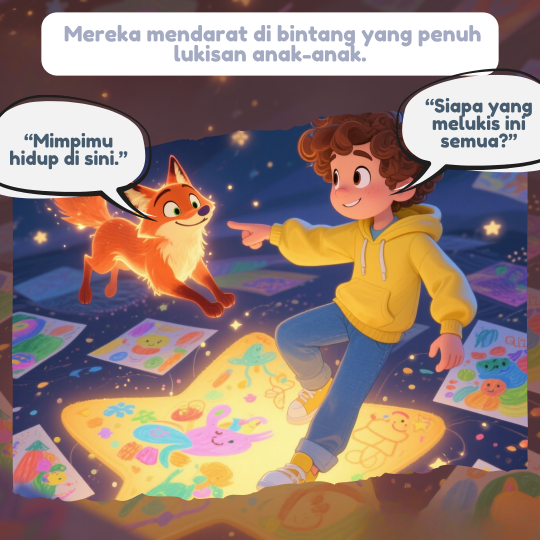 Mereka mendarat di bintang yang penuh
lukisan anak-anak.
“Mimpimu
hidup di sini.”
“Siapa yang
melukis ini
semua?”